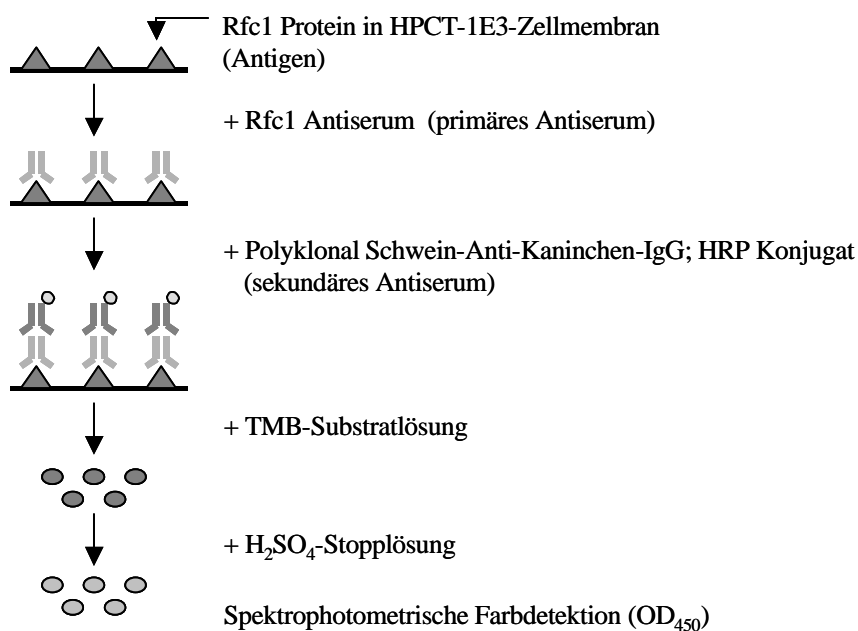 Rfc1 Protein in HPCT-1E3-Zellmembran
(Antigen)
+ Rfc1 Antiserum (primäres Antiserum)
+ Polyklonal Schwein-Anti-Kaninchen-IgG; HRP Konjugat
(sekundäres Antiserum)
+ TMB-Substratlösung
+ H₂SO₄-Stopplösung
Spektrophotometrische Farbdetektion (OD₄₅₀)